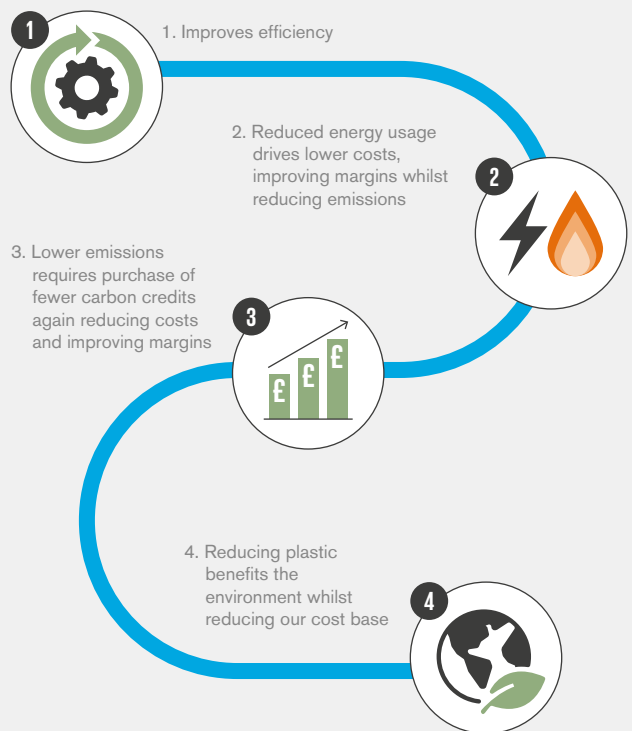 1
1. Improves efficiency
2. Reduced energy usage
drives lower costs,
improving margins whilst
reducing emissions
2
3. Lower emissions
requires purchase of
fewer carbon credits
again reducing costs
and improving margins
3
£ £ £
4. Reducing plastic
benefits the
environment whilst
reducing our cost base
4